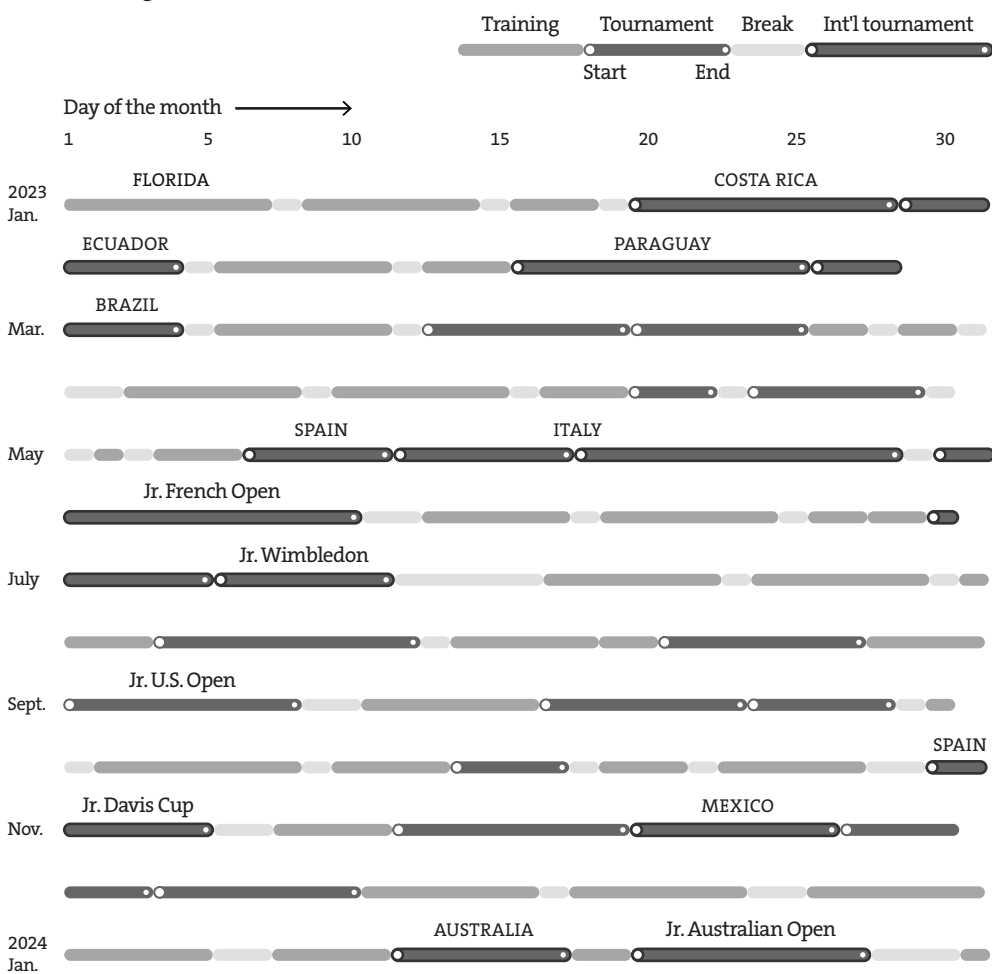 Training Tournament Break Int'l tournament
Start End
Day of the month
1 5 10 15 20 25 30
2023
Jan.
FLORIDA COSTA RICA
ECUADOR PARAGUAY
BRAZIL
Mar.
SPAIN ITALY
May
Jr. French Open
Jr. Wimbledon
July
Jr. U.S. Open
Sept.
SPAIN
Jr. Davis Cup MEXICO
Nov.
2024
Jan.
AUSTRALIA Jr. Australian Open